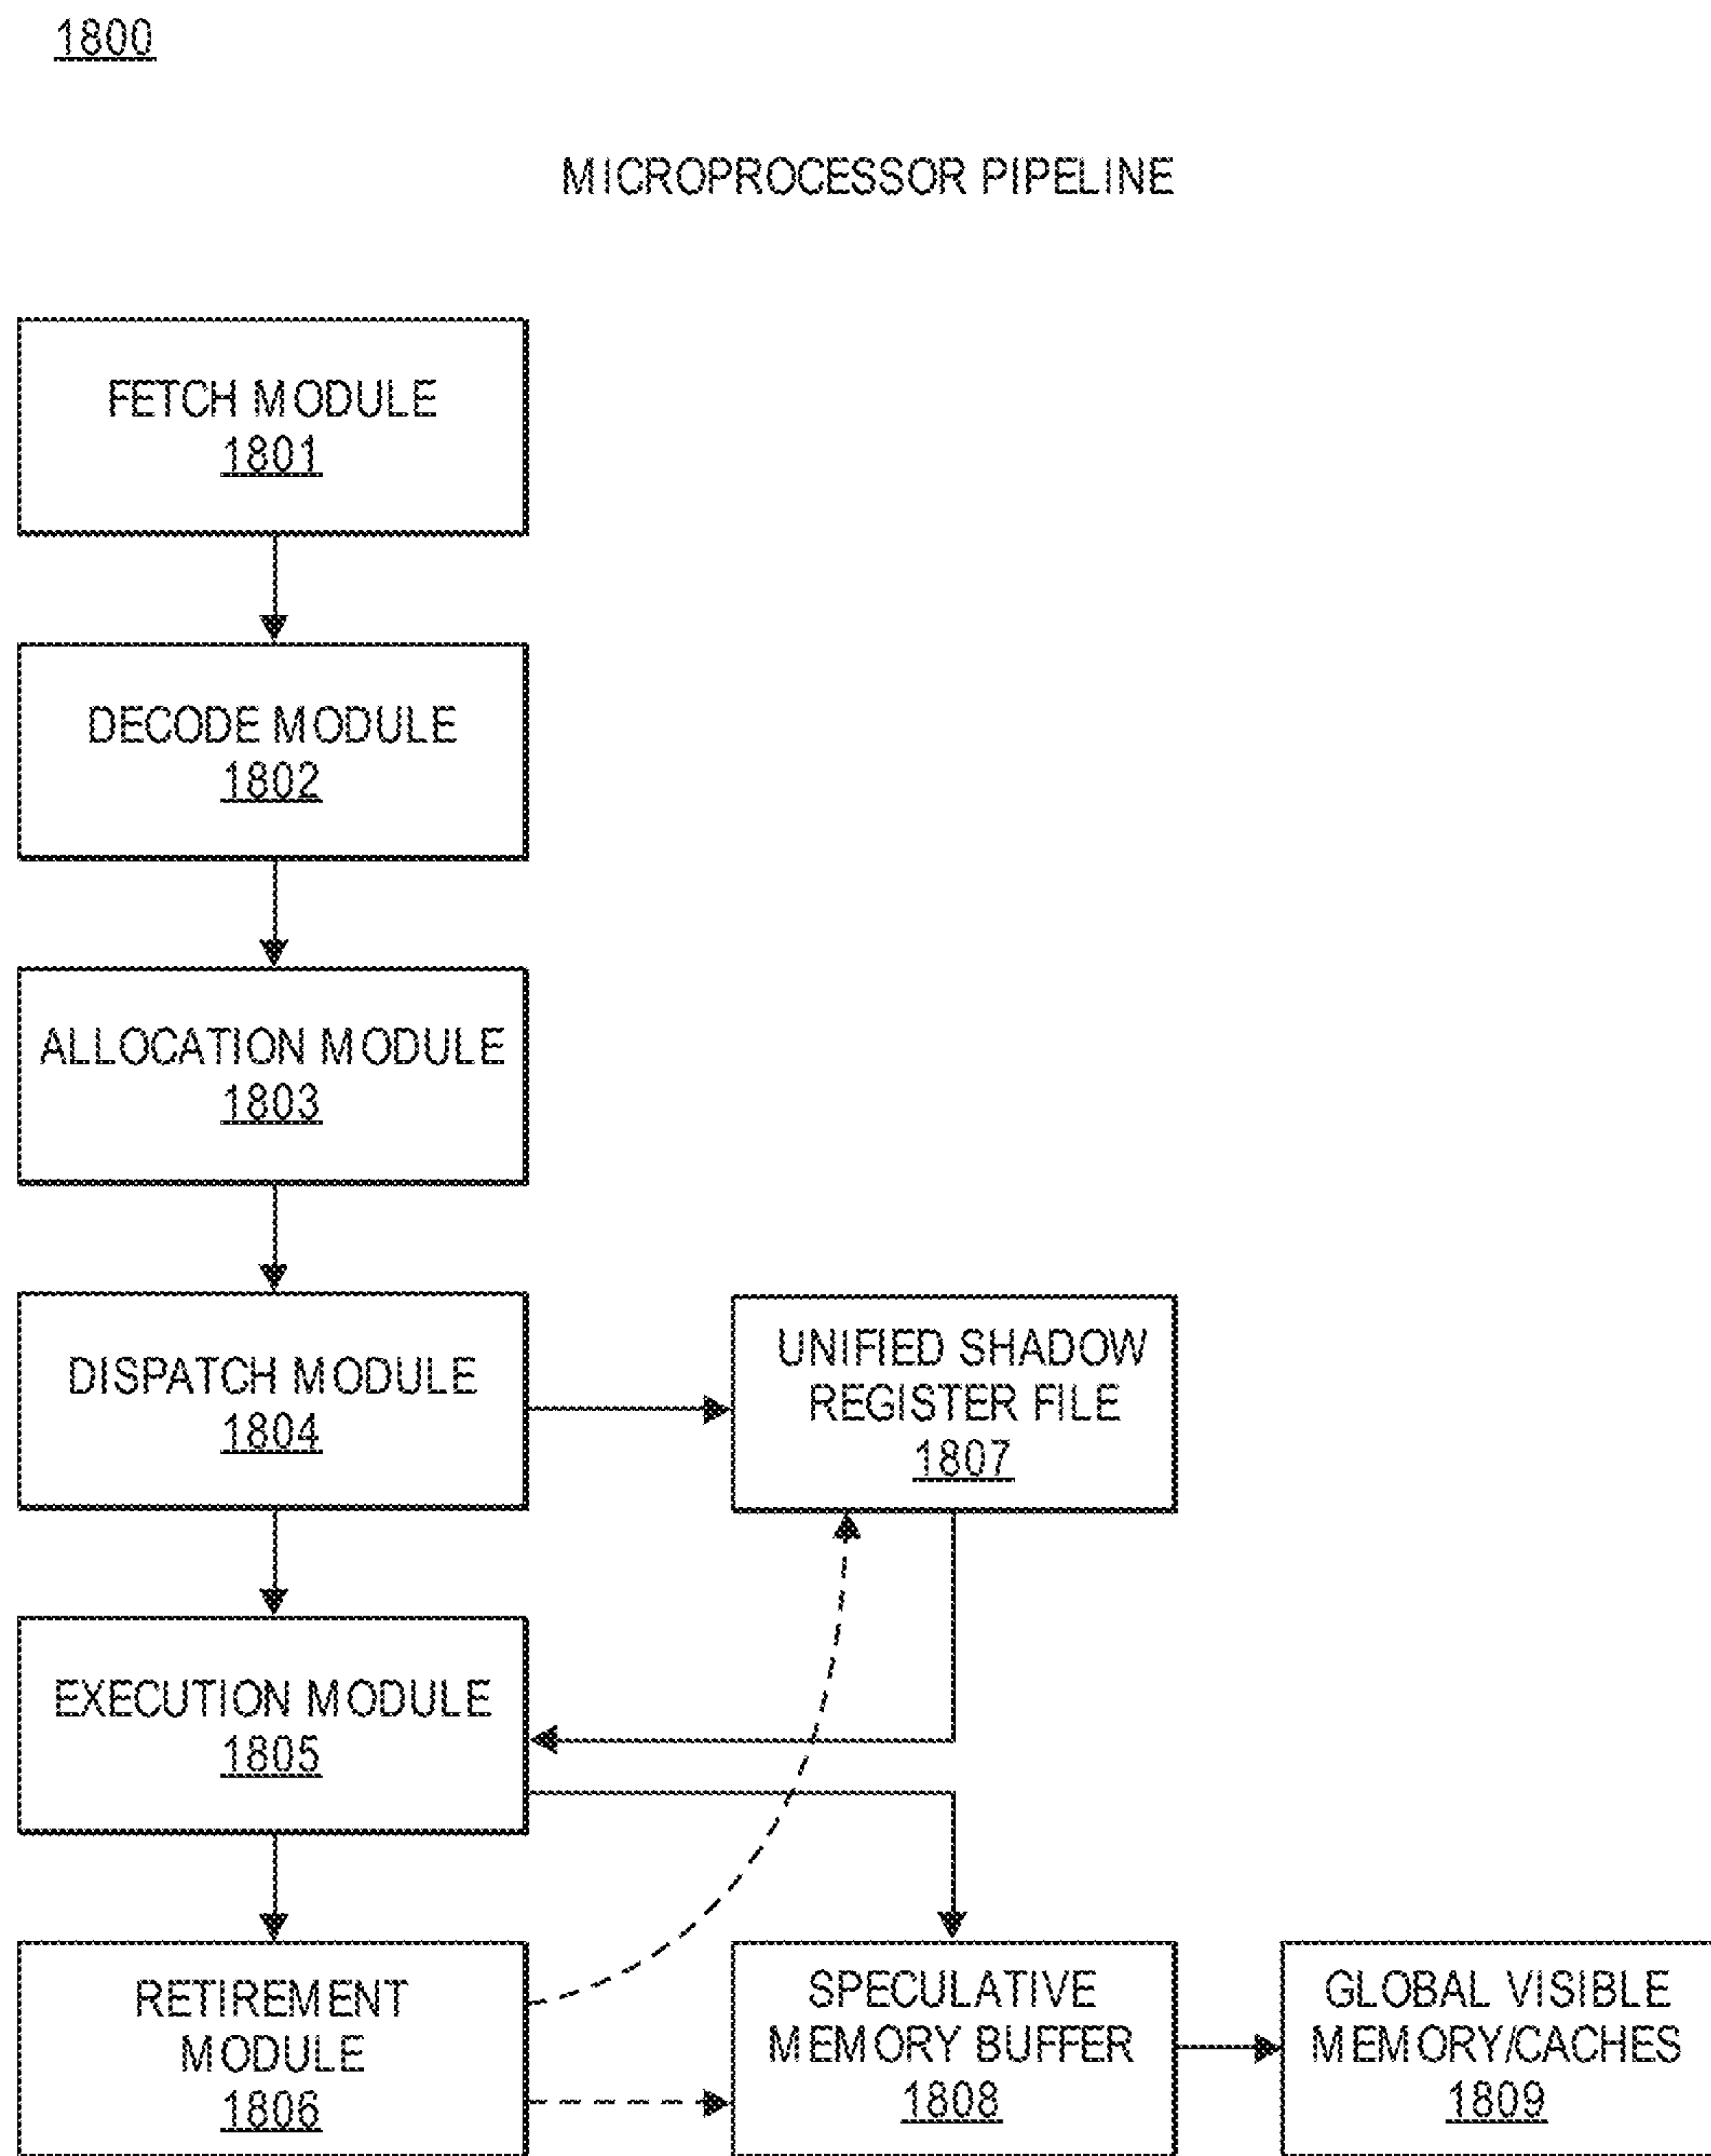 1800
MICROPROCESSOR PIPELINE
FETCH MODULE
1801
DECODE MODULE
1802
ALLOCATION MODULE
1803
DISPATCH MODULE
1804
UNIFIED SHADOW
REGISTER FILE
1807
EXECUTION MODULE
1805
RETIREMENT
MODULE
1806
SPECULATIVE
MEMORY BUFFER
1808
GLOBAL VISIBLE
MEMORY/CACHES
1809